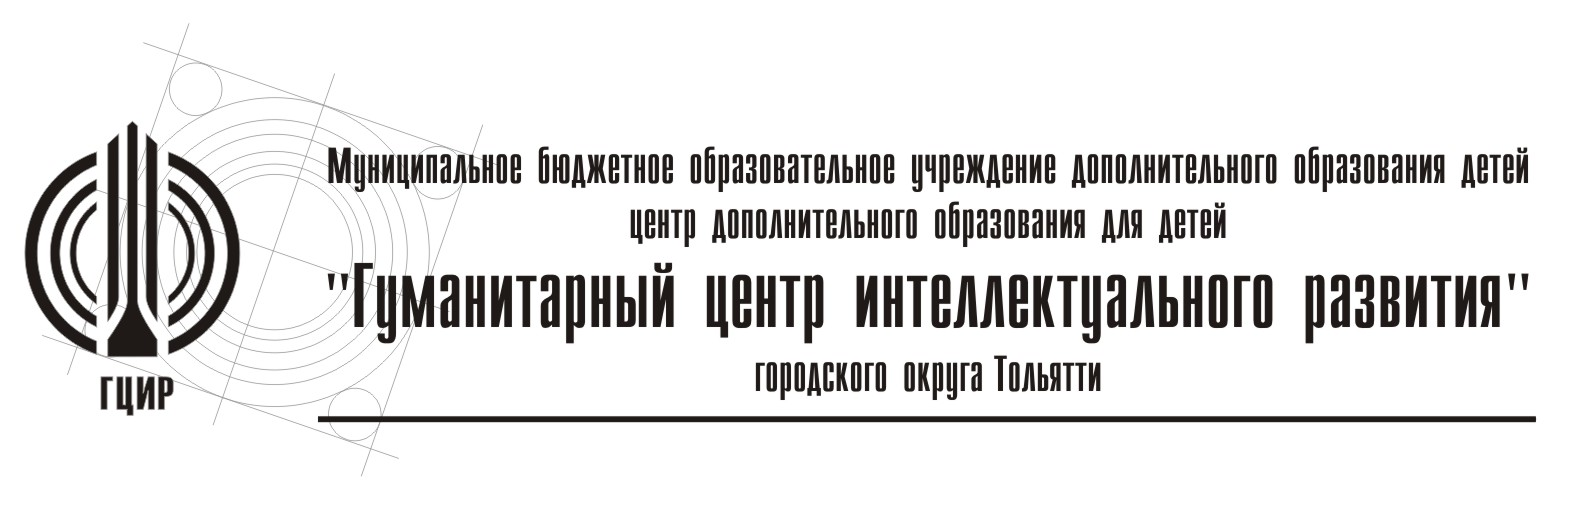 Муниципальное бюджетное образовательное учреждение дополнительного образования детей
центр дополнительного образования для детей
"Гуманитарный центр интеллектуального развития"
городского округа Тольятти
ГЦИР